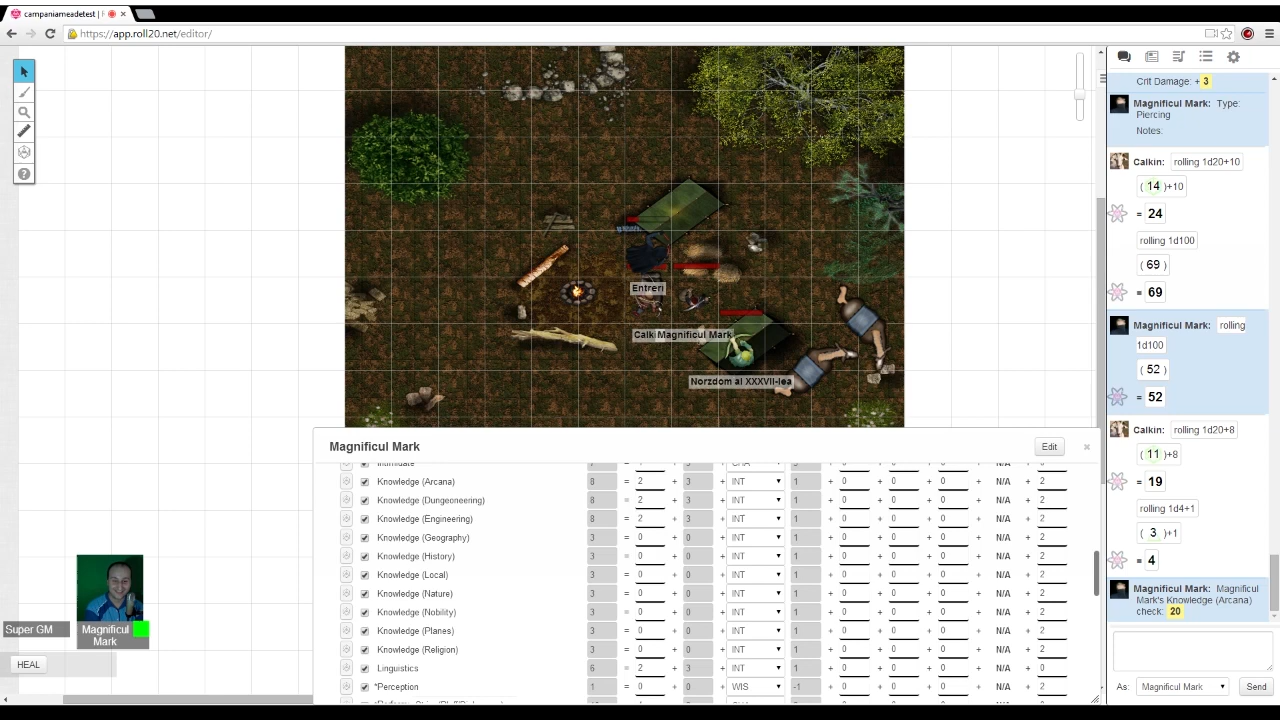 campaniameadetest | R
https://app.roll20.net/editor/
Crit Damage: + 3
Magnificul Mark: Type:
Piercing
Notes:
Calkin: rolling 1d20+10
( 14 )+10
= 24
rolling 1d100
( 69 )
= 69
Magnificul Mark: rolling
1d100
( 52 )
= 52
Calkin: rolling 1d20+8
( 11 )+8
= 19
rolling 1d4+1
( 3 )+1
= 4
Magnificul Mark: Magnificul
Mark's Knowledge (Arcana)
check: 20
As: Magnificul Mark Send
Entreri
Calk Magnificul Mark
Norzdom al XXXVII-lea
Super GM
Magnificul
Mark
HEAL
Magnificul Mark Edit
Intimidate
Knowledge (Arcana) 8 = 2 + 3 + INT 1 + 0 + 0 + 0 + N/A + 2
Knowledge (Dungeoneering) 8 = 2 + 3 + INT 1 + 0 + 0 + 0 + N/A + 2
Knowledge (Engineering) 8 = 2 + 3 + INT 1 + 0 + 0 + 0 + N/A + 2
Knowledge (Geography) 3 = 0 + 0 + INT 1 + 0 + 0 + 0 + N/A + 2
Knowledge (History) 3 = 0 + 0 + INT 1 + 0 + 0 + 0 + N/A + 2
Knowledge (Local) 3 = 0 + 0 + INT 1 + 0 + 0 + 0 + N/A + 2
Knowledge (Nature) 3 = 0 + 0 + INT 1 + 0 + 0 + 0 + N/A + 2
Knowledge (Nobility) 3 = 0 + 0 + INT 1 + 0 + 0 + 0 + N/A + 2
Knowledge (Planes) 3 = 0 + 0 + INT 1 + 0 + 0 + 0 + N/A + 2
Knowledge (Religion) 3 = 0 + 0 + INT 1 + 0 + 0 + 0 + N/A + 2
Linguistics 6 = 2 + 3 + INT 1 + 0 + 0 + 0 + N/A + 0
*Perception 1 = 0 + 0 + WIS -1 + 0 + 0 + 0 + N/A + 2